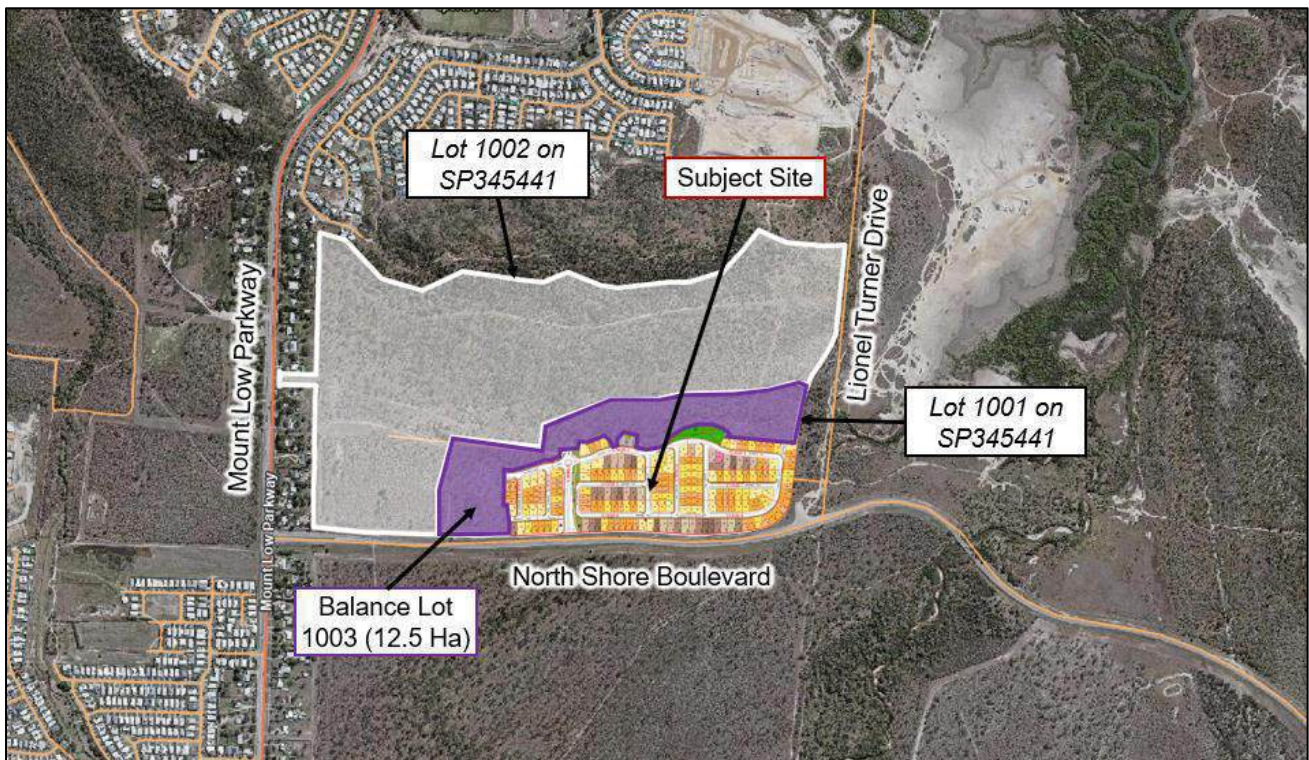 Lot 1002 on
SP345441
Subject Site
Mount Low Parkway
Lionel Turner Drive
Lot 1001 on
SP345441
Mount Low Parkway
North Shore Boulevard
Balance Lot
1003 (12.5 Ha)